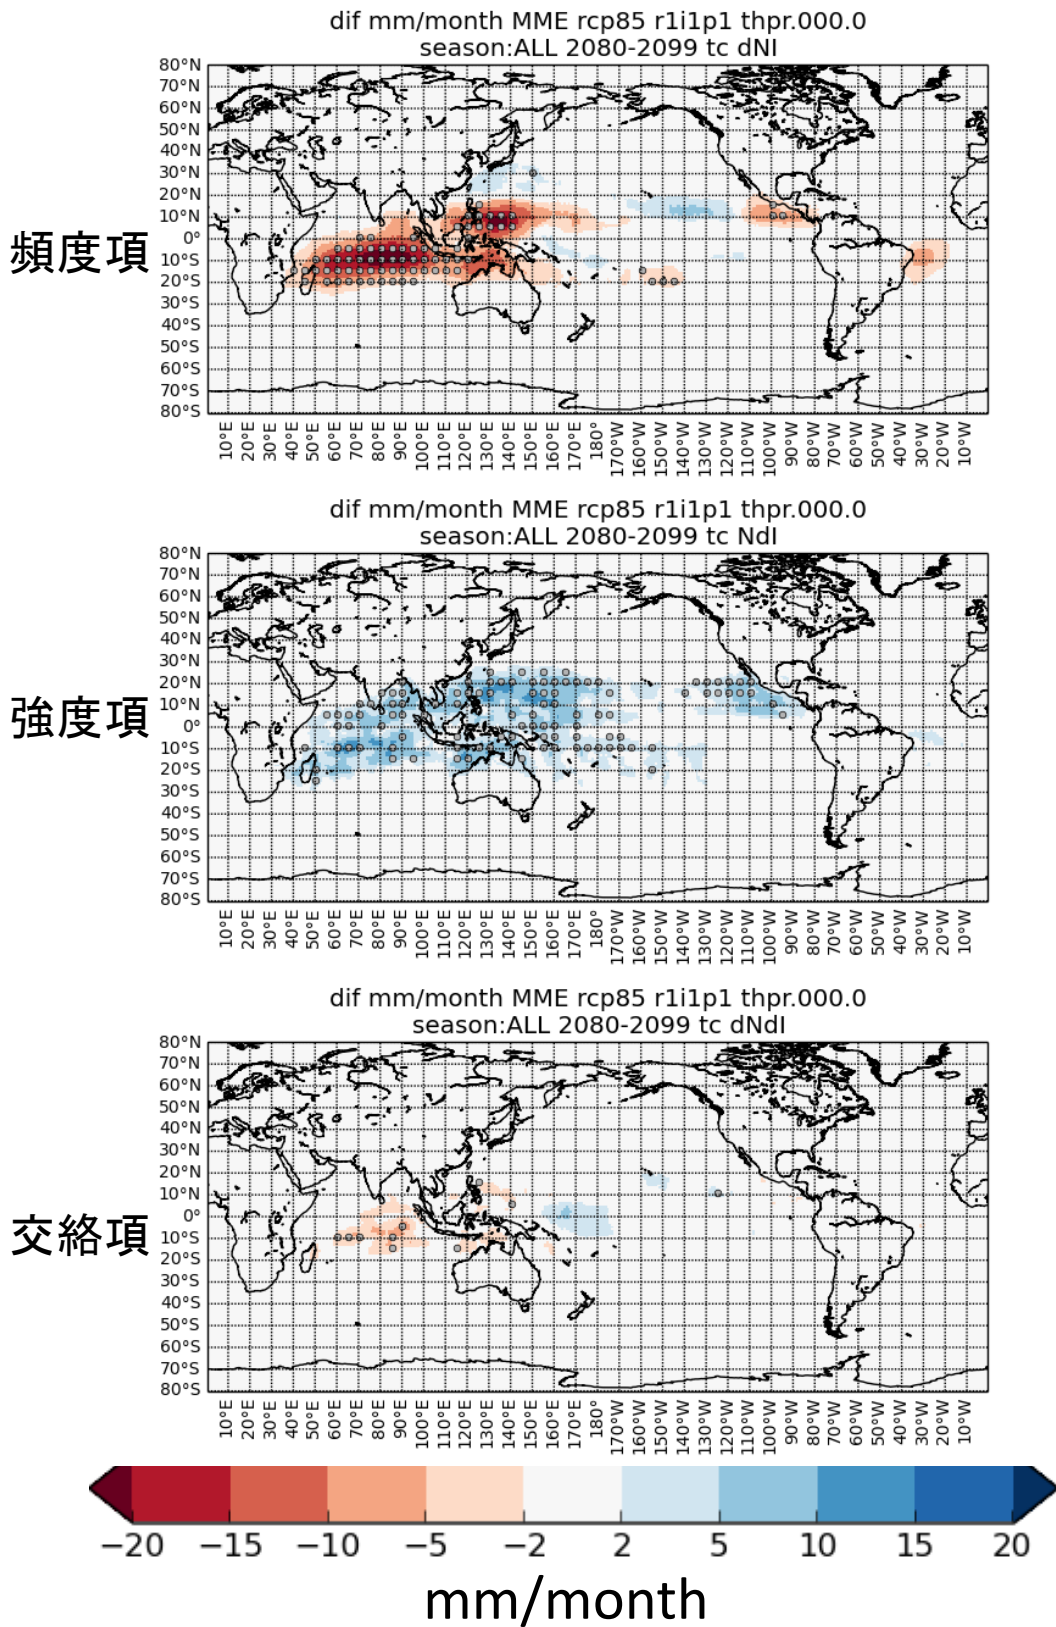 dif mm/month MME rcp85 r1i1p1 thpr.000.0
season:ALL 2080-2099 tc dNI
頻度項
80°N
70°N
60°N
50°N
40°N
30°N
20°N
10°N
0°
10°S
20°S
30°S
40°S
50°S
60°S
70°S
80°S
10°E 20°E 30°E 40°E 50°E 60°E 70°E 80°E 90°E 100°E 110°E 120°E 130°E 140°E 150°E 160°E 170°E 180° 170°W 160°W 150°W 140°W 130°W 120°W 110°W 100°W 90°W 80°W 70°W 60°W 50°W 40°W 30°W 20°W 10°W
dif mm/month MME rcp85 r1i1p1 thpr.000.0
season:ALL 2080-2099 tc NdI
強度項
80°N
70°N
60°N
50°N
40°N
30°N
20°N
10°N
0°
10°S
20°S
30°S
40°S
50°S
60°S
70°S
80°S
10°E 20°E 30°E 40°E 50°E 60°E 70°E 80°E 90°E 100°E 110°E 120°E 130°E 140°E 150°E 160°E 170°E 180° 170°W 160°W 150°W 140°W 130°W 120°W 110°W 100°W 90°W 80°W 70°W 60°W 50°W 40°W 30°W 20°W 10°W
dif mm/month MME rcp85 r1i1p1 thpr.000.0
season:ALL 2080-2099 tc dNdI
交絡項
80°N
70°N
60°N
50°N
40°N
30°N
20°N
10°N
0°
10°S
20°S
30°S
40°S
50°S
60°S
70°S
80°S
10°E 20°E 30°E 40°E 50°E 60°E 70°E 80°E 90°E 100°E 110°E 120°E 130°E 140°E 150°E 160°E 170°E 180° 170°W 160°W 150°W 140°W 130°W 120°W 110°W 100°W 90°W 80°W 70°W 60°W 50°W 40°W 30°W 20°W 10°W
−20 −15 −10 −5 −2 2 5 10 15 20
mm/month